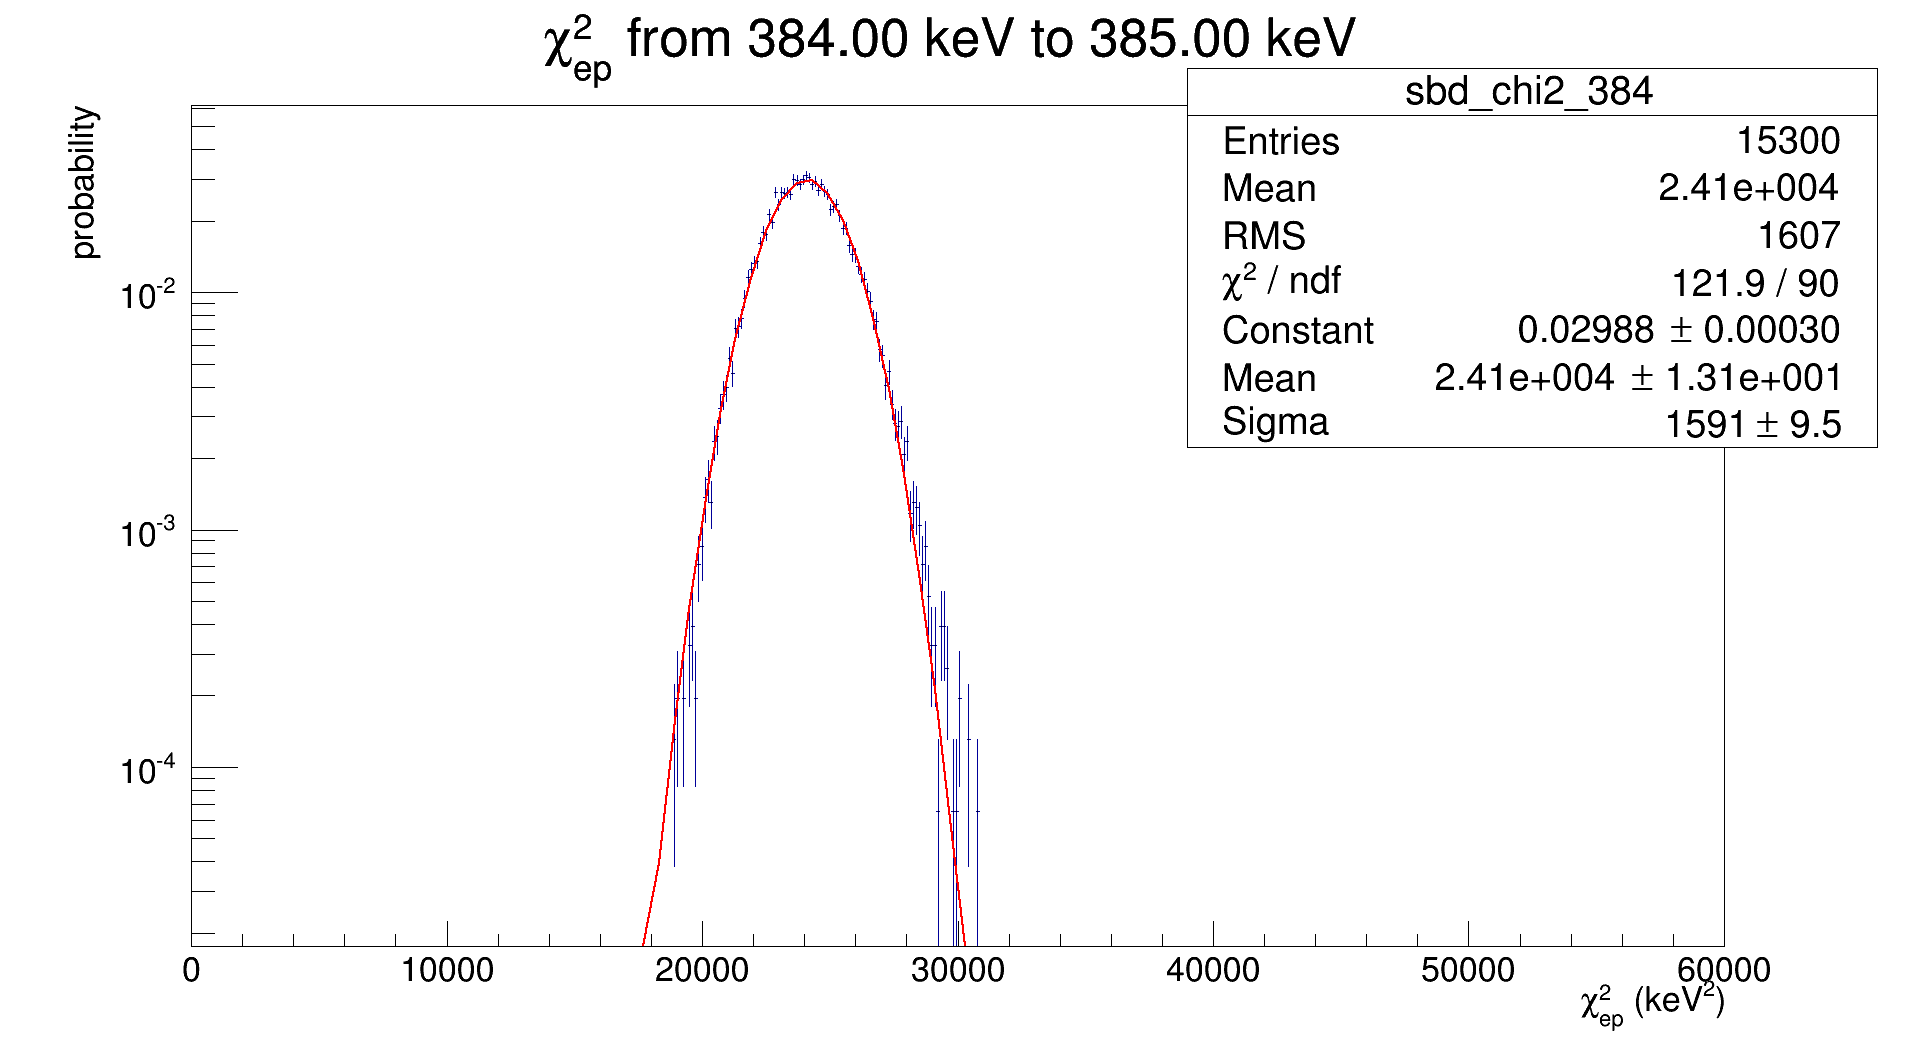 χ²ep from 384.00 keV to 385.00 keV
sbd_chi2_384
Entries 15300
Mean 2.41e+004
RMS 1607
χ² / ndf 121.9 / 90
Constant 0.02988 ± 0.00030
Mean 2.41e+004 ± 1.31e+001
Sigma 1591 ± 9.5
probability
10⁻²
10⁻³
10⁻⁴
0 10000 20000 30000 40000 50000 60000
χ²ep (keV²)